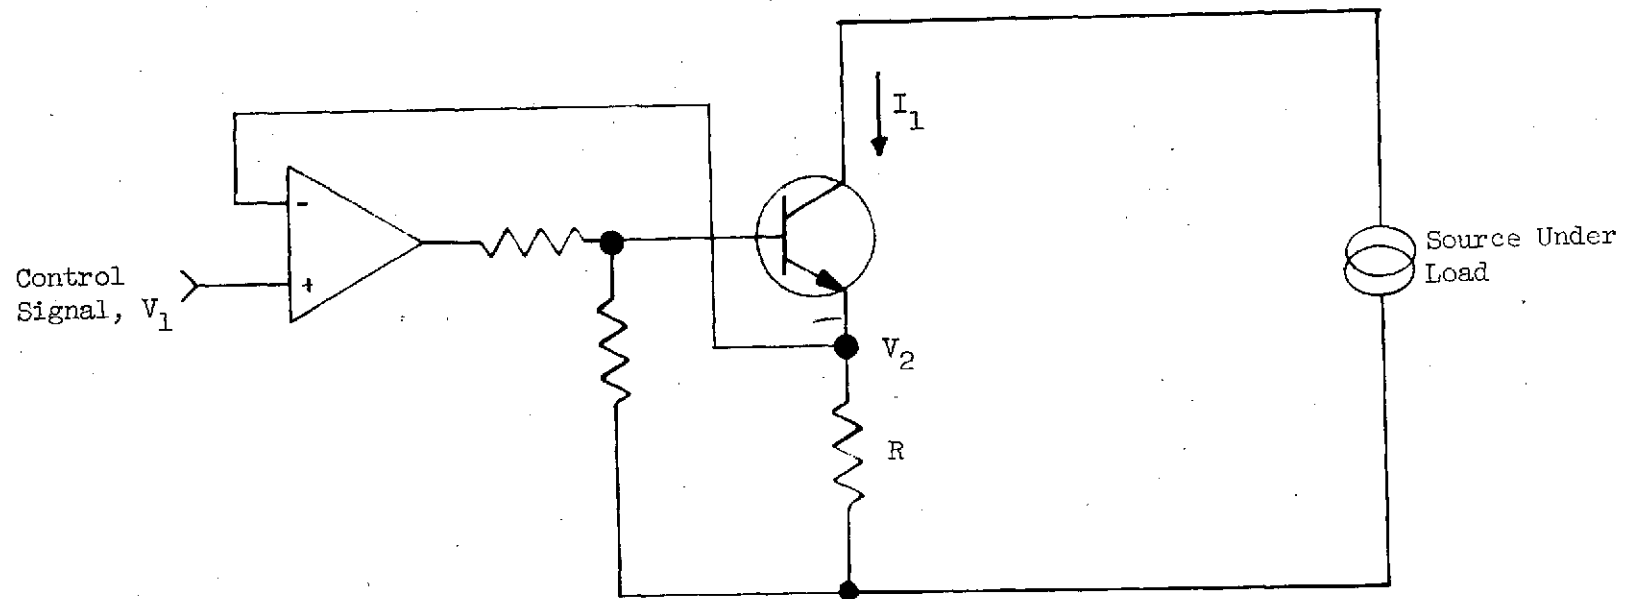 I1
-
Control
Signal, V1
+
Source Under
Load
V2
R